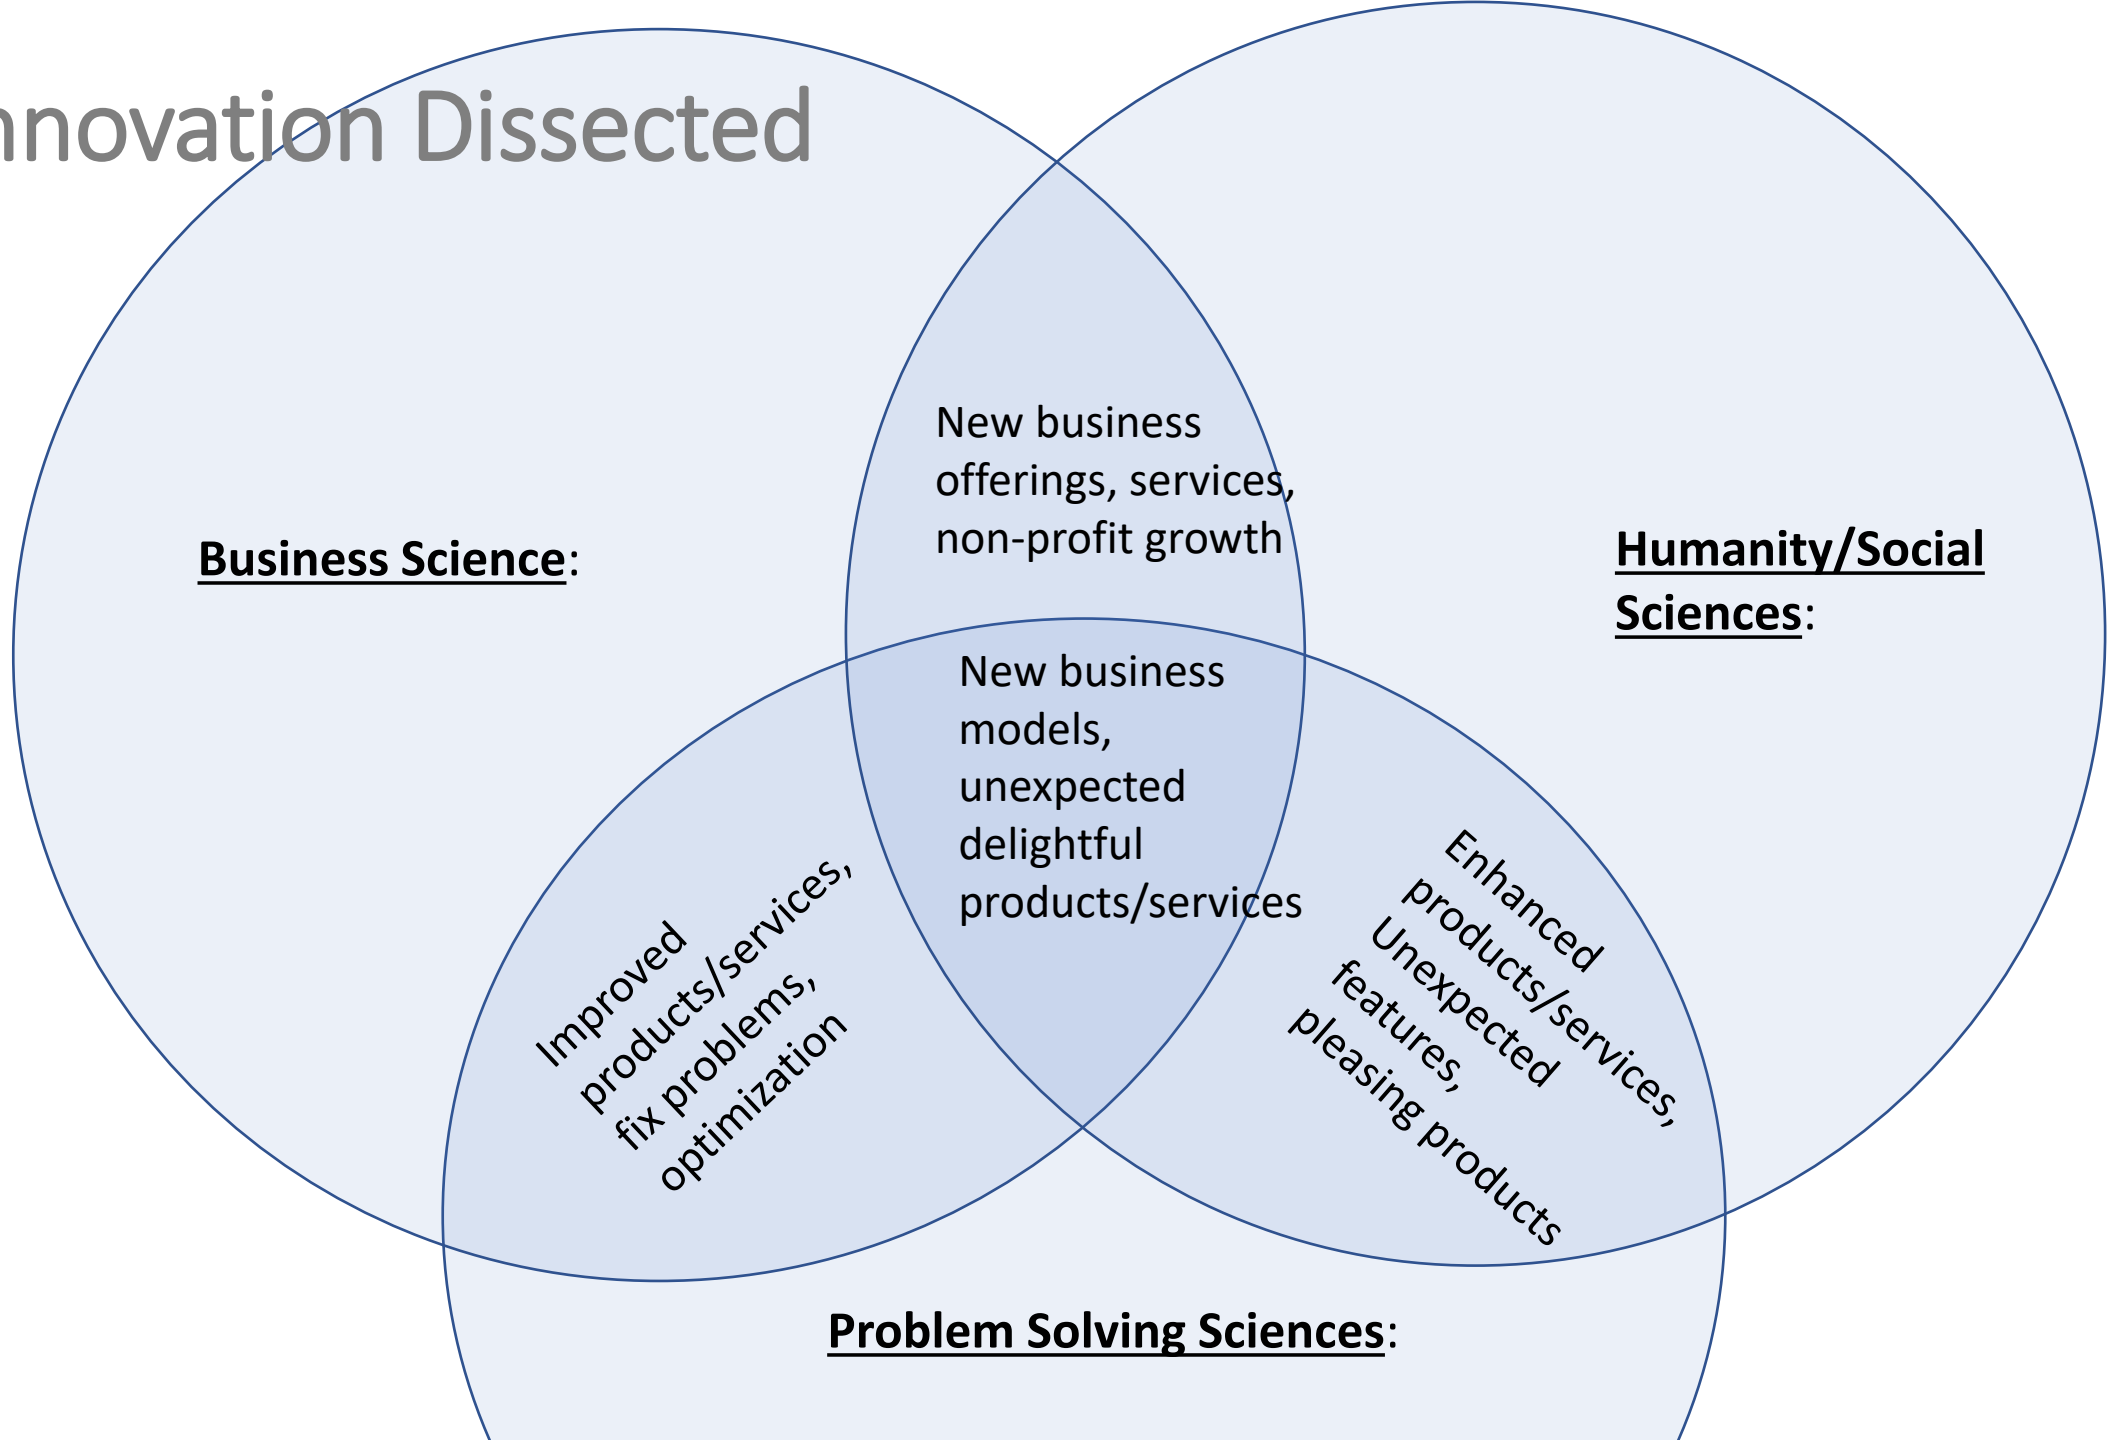 nnovation Dissected
New business
offerings, services,
non-profit growth
Business Science:
Humanity/Social
Sciences:
New business
models,
unexpected
delightful
products/services
Improved
products/services,
fix problems,
optimization
Enhanced
products/services,
Unexpected
features,
pleasing products
Problem Solving Sciences: